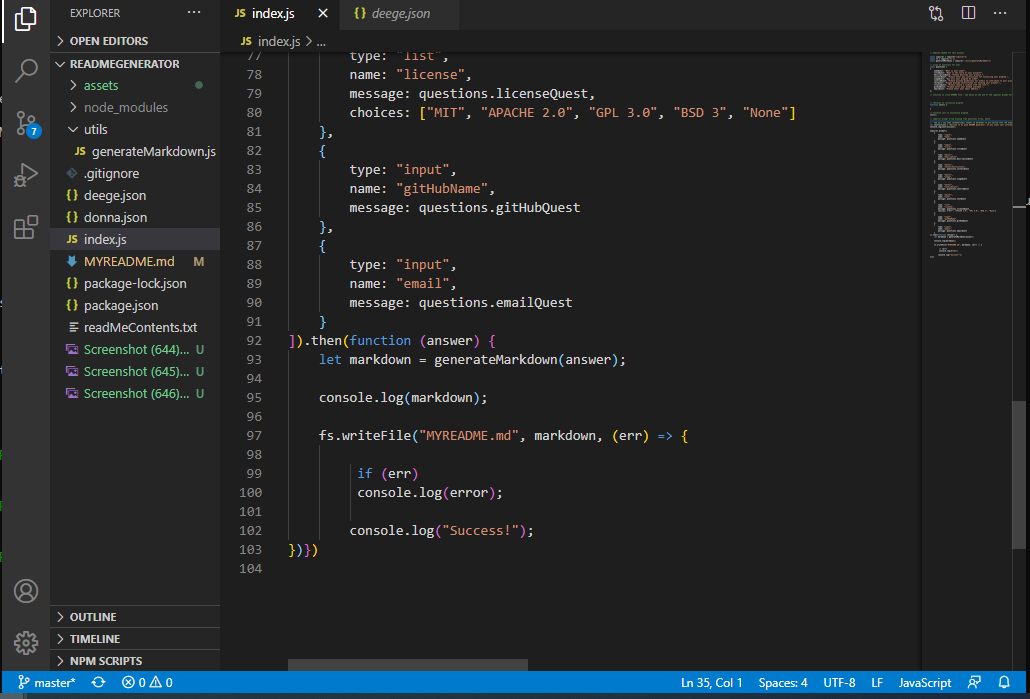 EXPLORER
OPEN EDITORS
READMEGENERATOR
assets
node_modules
utils
JS generateMarkdown.js
.gitignore
{} deege.json
{} donna.json
JS index.js
MYREADME.md M
{} package-lock.json
{} package.json
readMeContents.txt
Screenshot (644)... U
Screenshot (645)... U
Screenshot (646)... U
OUTLINE
TIMELINE
NPM SCRIPTS
7
JS index.js
{} deege.json
JS index.js > ...
77 type: "list",
78 name: "license",
79 message: questions.licenseQuest,
80 choices: ["MIT", "APACHE 2.0", "GPL 3.0", "BSD 3", "None"]
81 },
82 {
83 type: "input",
84 name: "gitHubName",
85 message: questions.gitHubQuest
86 },
87 {
88 type: "input",
89 name: "email",
90 message: questions.emailQuest
91 }
92 ]).then(function (answer) {
93 let markdown = generateMarkdown(answer);
94
95 console.log(markdown);
96
97 fs.writeFile("MYREADME.md", markdown, (err) => {
98
99 if (err)
100 console.log(error);
101
102 console.log("Success!");
103 })})
104
master* 0 0 Ln 35, Col 1 Spaces: 4 UTF-8 LF JavaScript